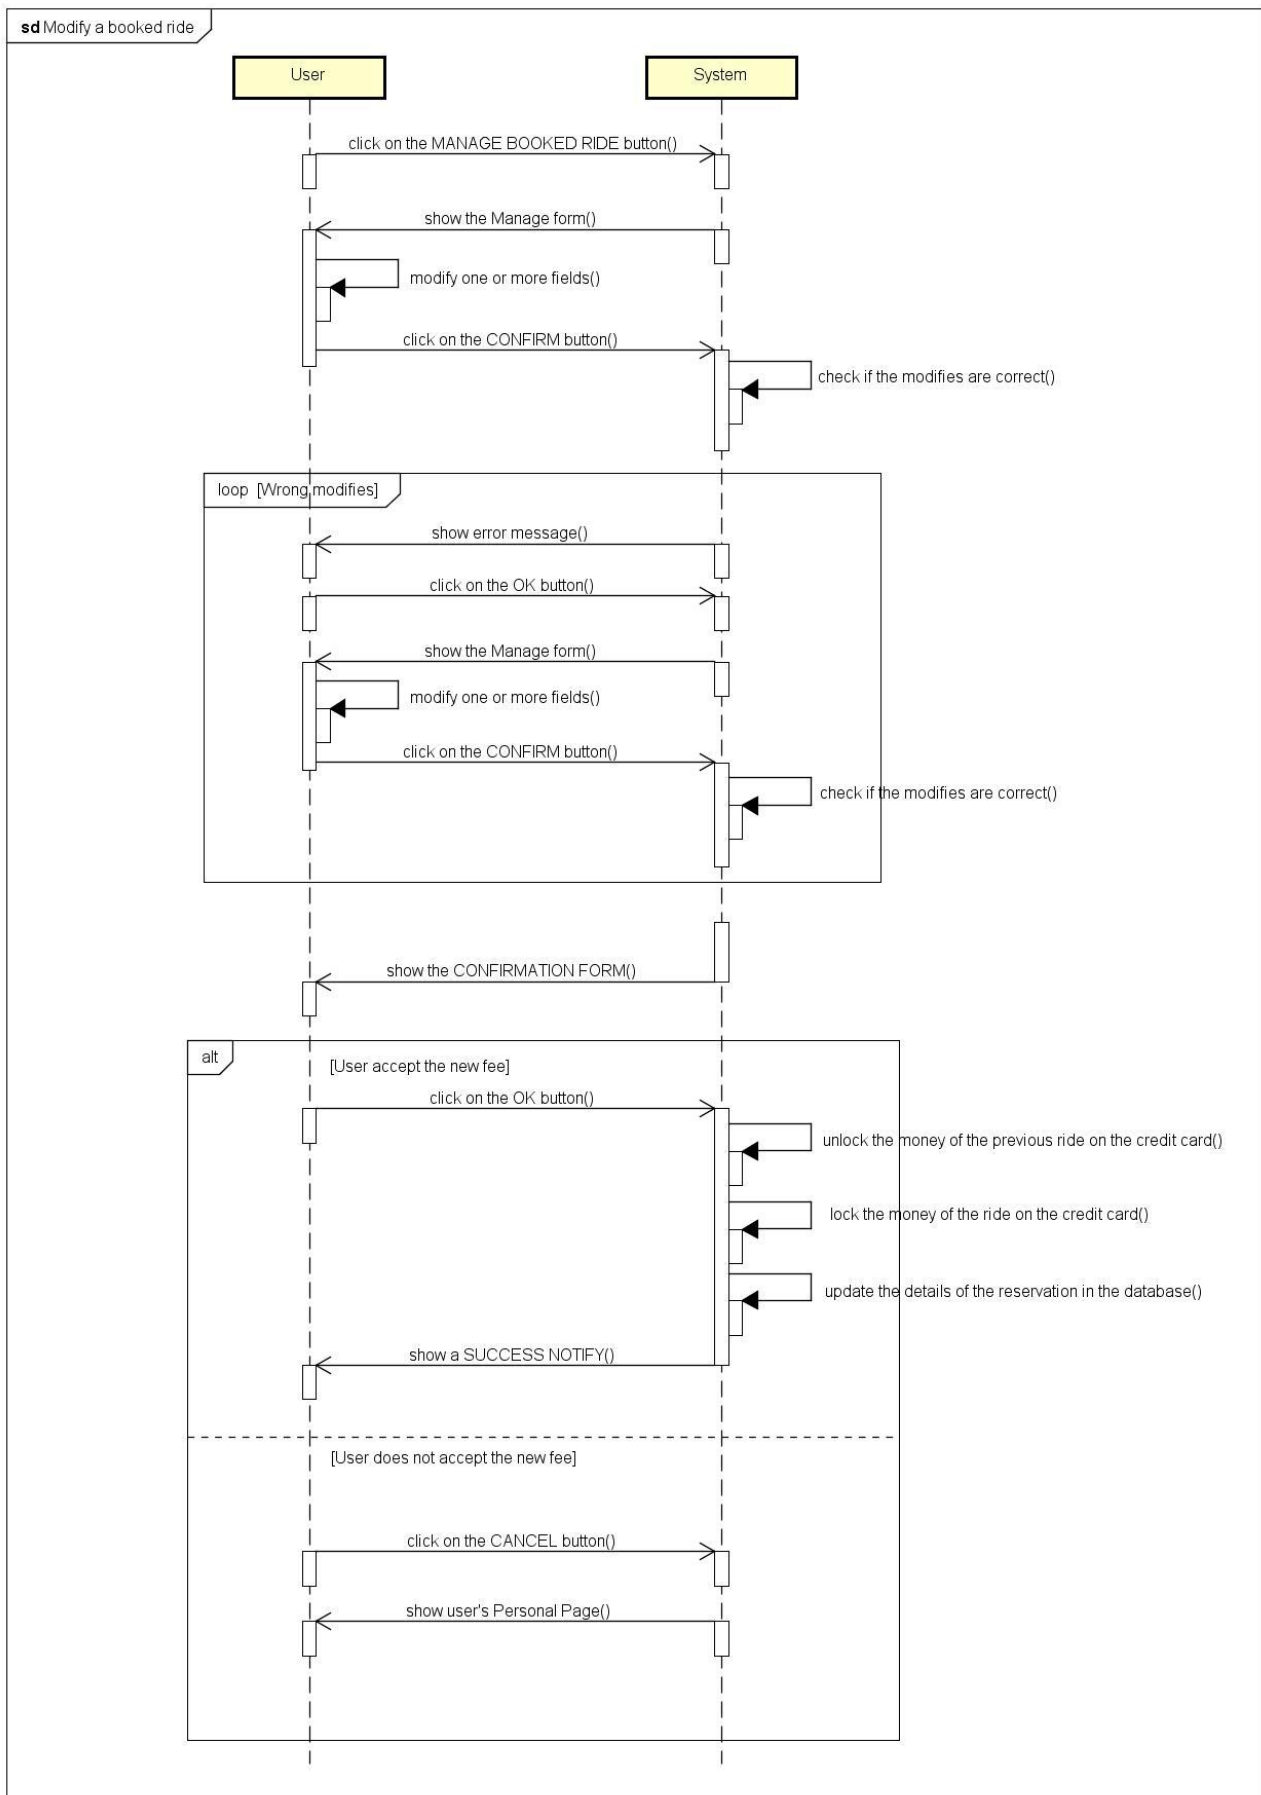 sd Modify a booked ride
User
System
click on the MANAGE BOOKED RIDE button()
show the Manage form()
modify one or more fields()
click on the CONFIRM button()
check if the modifies are correct()
loop [Wrong modifies]
show error message()
click on the OK button()
show the Manage form()
modify one or more fields()
click on the CONFIRM button()
check if the modifies are correct()
show the CONFIRMATION FORM()
alt
[User accept the new fee]
click on the OK button()
unlock the money of the previous ride on the credit card()
lock the money of the ride on the credit card()
update the details of the reservation in the database()
show a SUCCESS NOTIFY()
[User does not accept the new fee]
click on the CANCEL button()
show user's Personal Page()